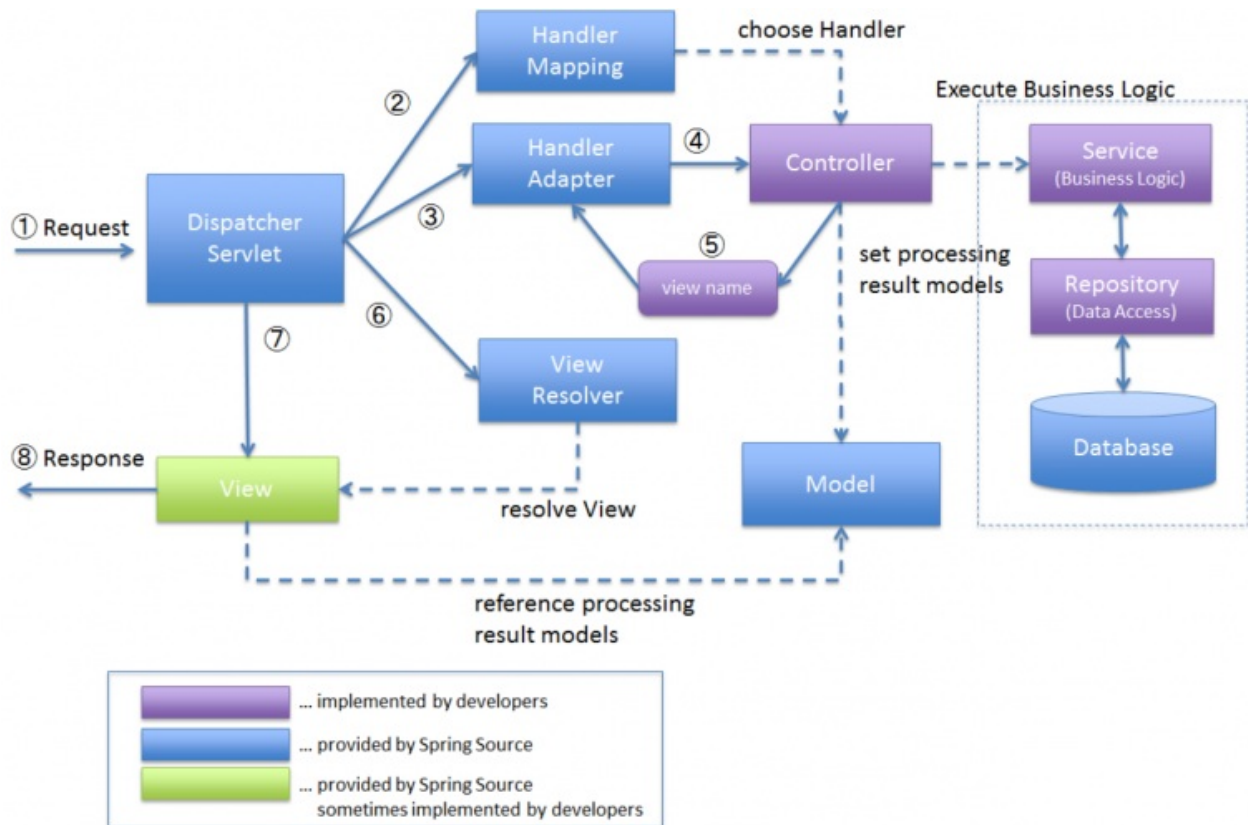 Handler
Mapping
choose Handler
②
Execute Business Logic
Handler
Adapter
④
Controller
Service
(Business Logic)
① Request
Dispatcher
Servlet
③
⑤
view name
set processing
result models
Repository
(Data Access)
⑥
⑦
View
Resolver
Database
⑧ Response
View
resolve View
Model
reference processing
result models
... implemented by developers
... provided by Spring Source
... provided by Spring Source
sometimes implemented by developers